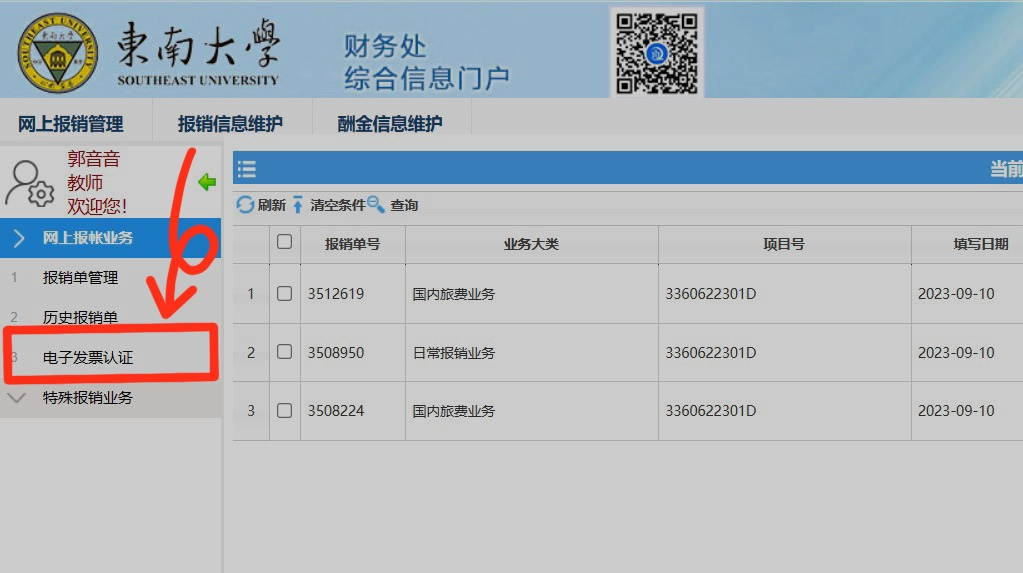 東南大學
SOUTHEAST UNIVERSITY
财务处
综合信息门户
网上报销管理 报销信息维护 酬金信息维护
郭音音
教师
欢迎您!
6
网上报帐业务
1 报销单管理
2 历史报销单
3 电子发票认证
特殊报销业务
当前
刷新 清空条件 查询
报销单号 业务大类 项目号 填写日期
1 3512619 国内旅费业务 3360622301D 2023-09-10
2 3508950 日常报销业务 3360622301D 2023-09-10
3 3508224 国内旅费业务 3360622301D 2023-09-10